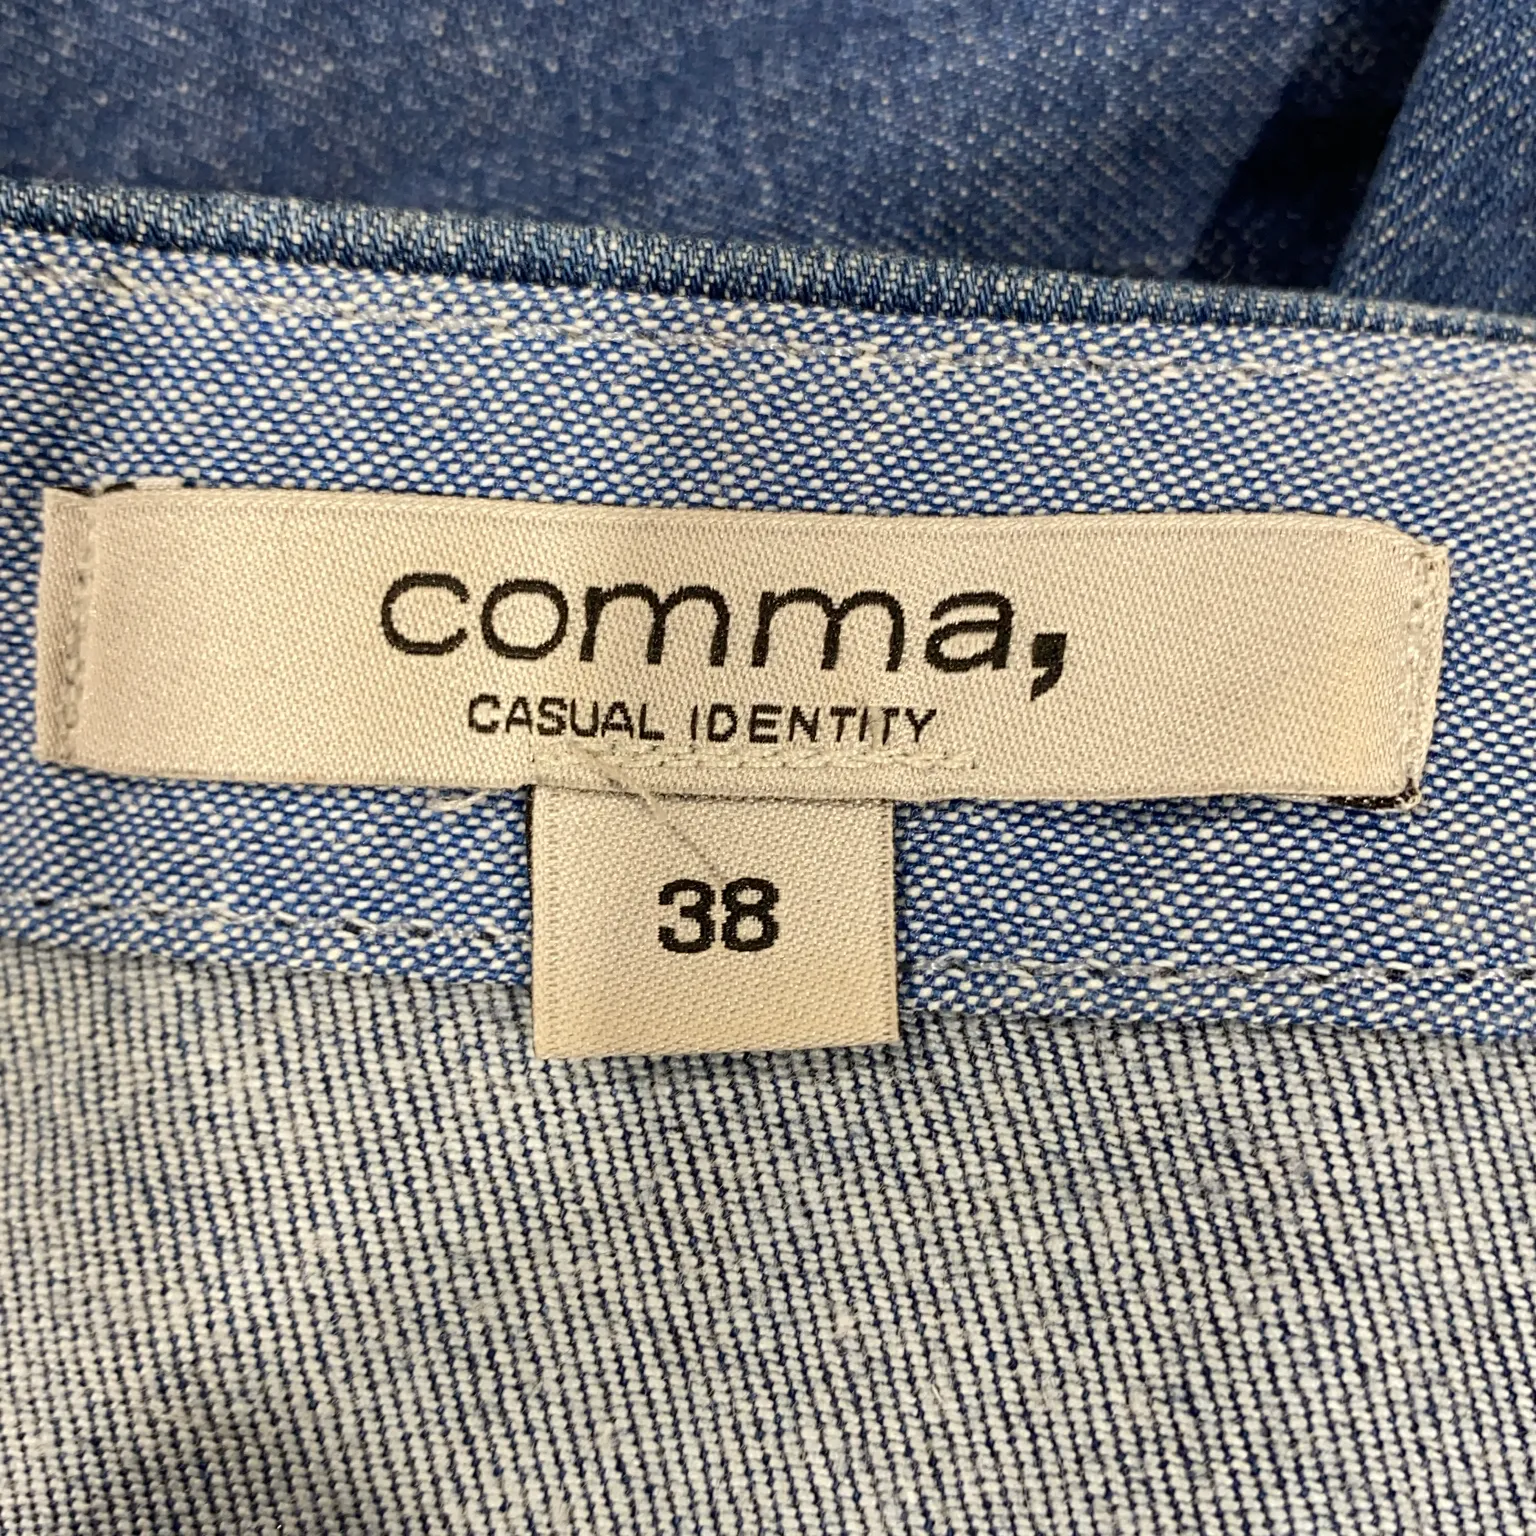 comma,
CASUAL IDENTITY
38